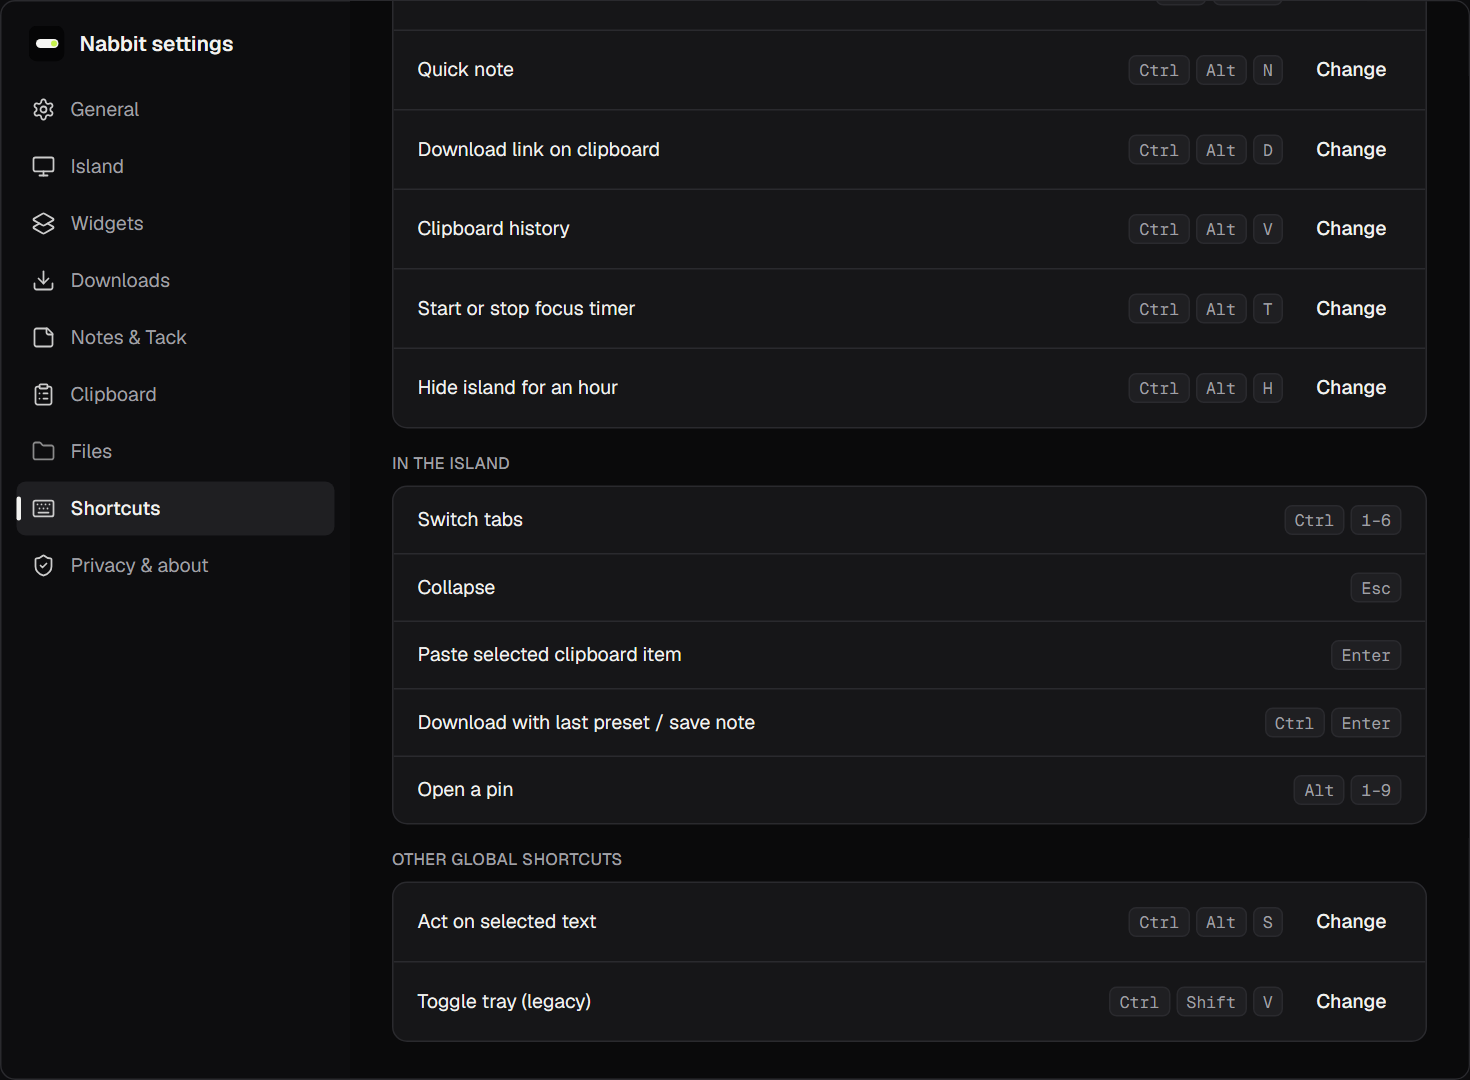 Nabbit settings
General
Island
Widgets
Downloads
Notes & Tack
Clipboard
Files
Shortcuts
Privacy & about
Quick note Ctrl Alt N Change
Download link on clipboard Ctrl Alt D Change
Clipboard history Ctrl Alt V Change
Start or stop focus timer Ctrl Alt T Change
Hide island for an hour Ctrl Alt H Change
IN THE ISLAND
Switch tabs Ctrl 1-6
Collapse Esc
Paste selected clipboard item Enter
Download with last preset / save note Ctrl Enter
Open a pin Alt 1-9
OTHER GLOBAL SHORTCUTS
Act on selected text Ctrl Alt S Change
Toggle tray (legacy) Ctrl Shift V Change